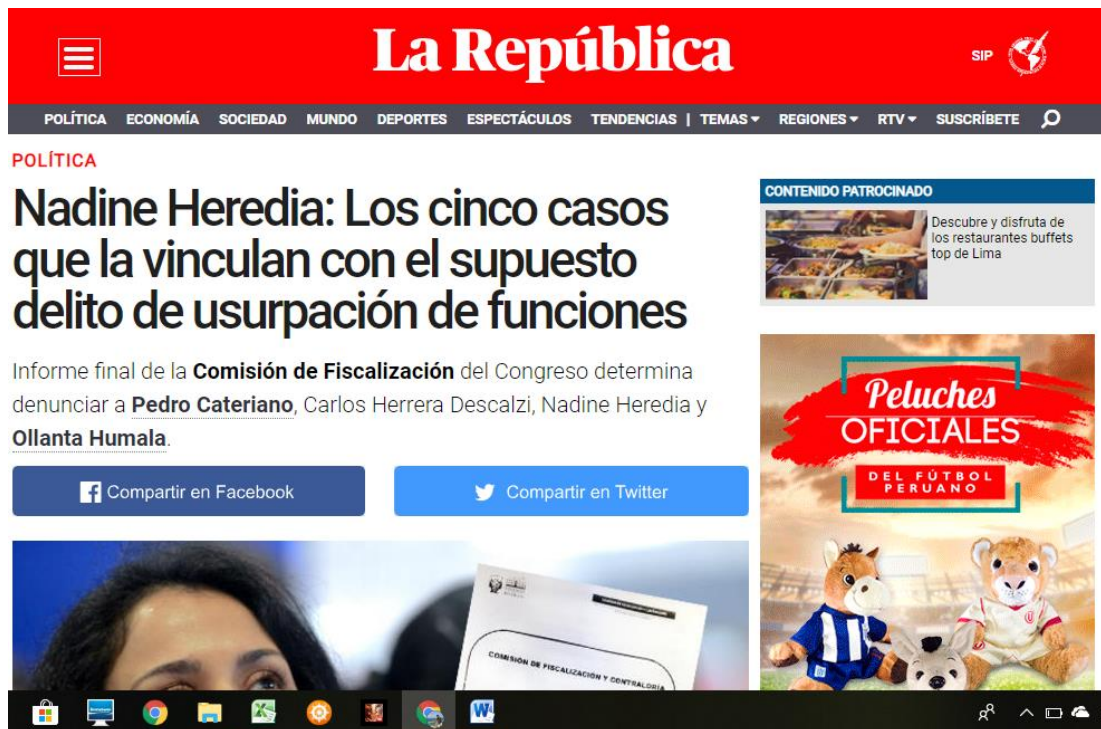 La República
SIP
POLÍTICA ECONOMÍA SOCIEDAD MUNDO DEPORTES ESPECTÁCULOS TENDENCIAS | TEMAS REGIONES RTV SUSCRÍBETE
POLÍTICA
Nadine Heredia: Los cinco casos
que la vinculan con el supuesto
delito de usurpación de funciones
Informe final de la Comisión de Fiscalización del Congreso determina
denunciar a Pedro Cateriano, Carlos Herrera Descalzi, Nadine Heredia y
Ollanta Humala.
Compartir en Facebook
Compartir en Twitter
COMISIÓN DE FISCALIZACIÓN Y CONTRALORÍA
CONTENIDO PATROCINADO
Descubre y disfruta de
los restaurantes buffets
top de Lima
Peluches
OFICIALES
DEL FÚTBOL
PERUANO